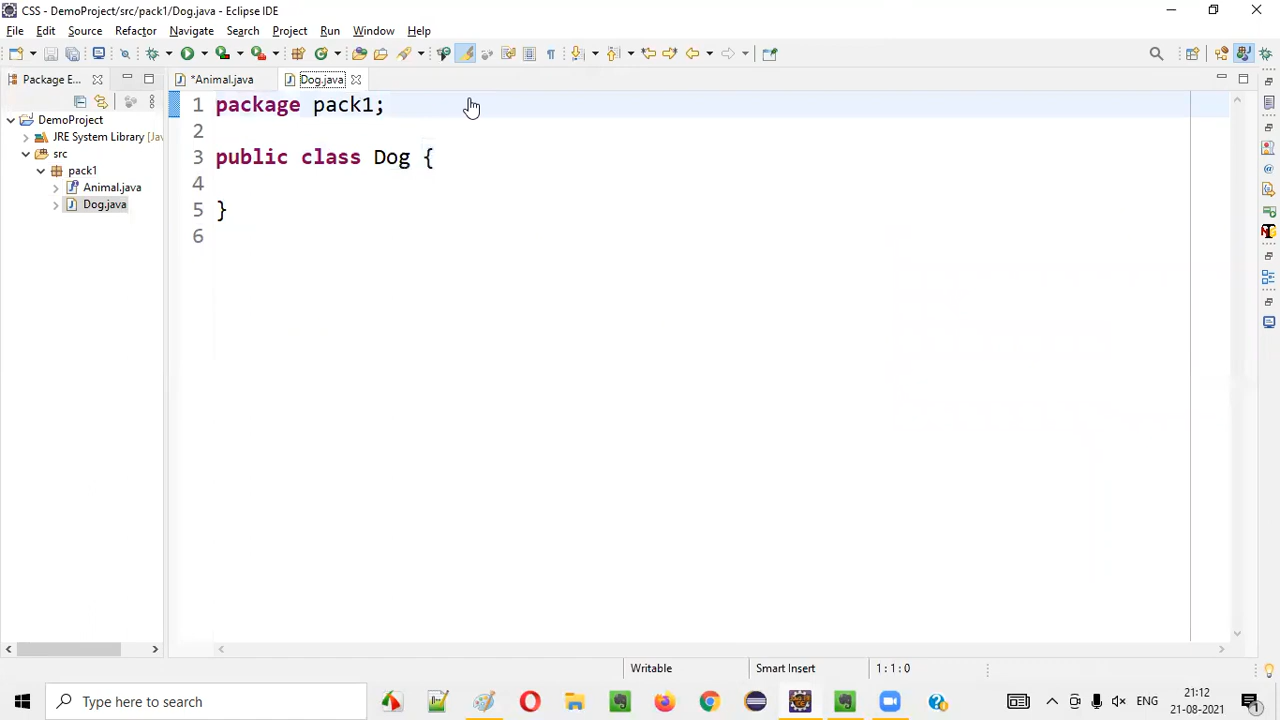 CSS - DemoProject/src/pack1/Dog.java - Eclipse IDE
File Edit Source Refactor Navigate Search Project Run Window Help
Package E... *Animal.java Dog.java
DemoProject
JRE System Library [Jav
src
pack1
Animal.java
Dog.java
1 package pack1;
2
3 public class Dog {
4
5 }
6
Writable Smart Insert 1 : 1 : 0
Type here to search
ENG
21:12
21-08-2021
1